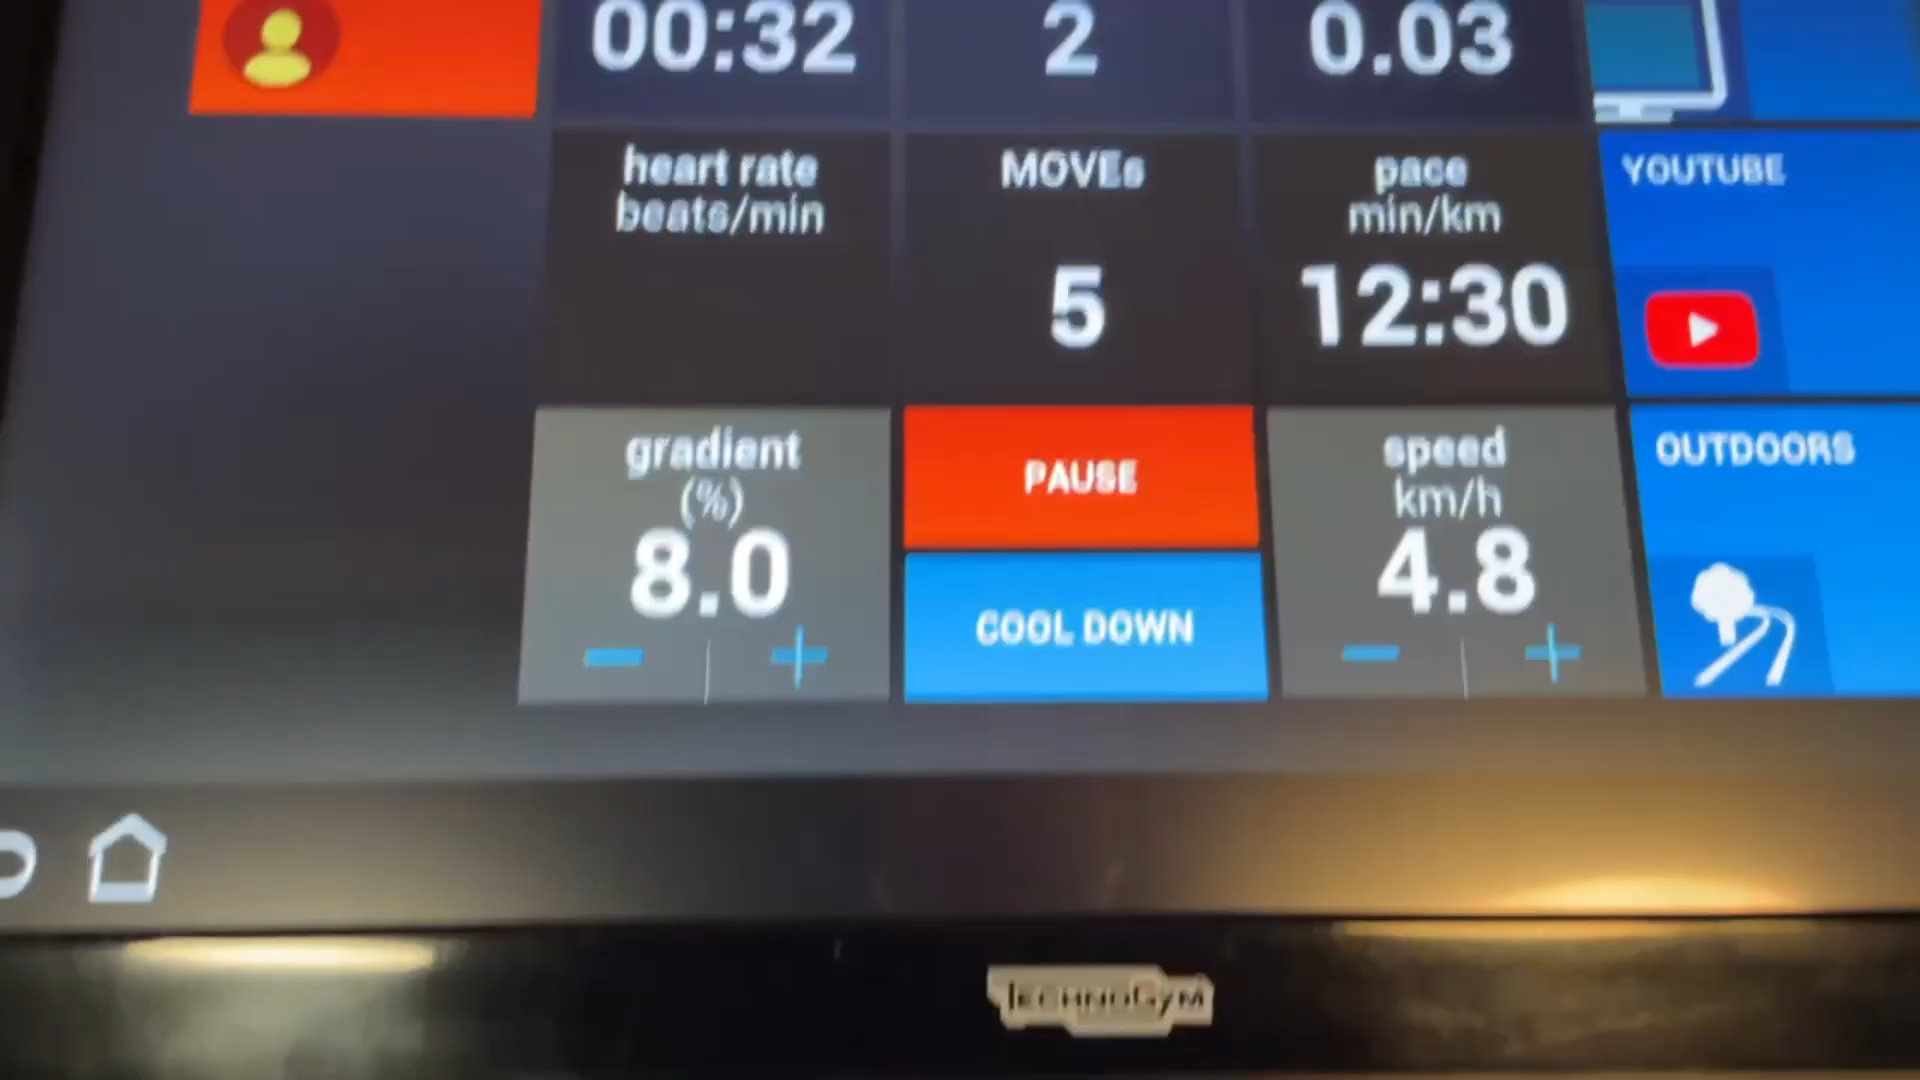 00:32
2
0.03
heart rate
beats/min
MOVEs
5
pace
min/km
12:30
YOUTUBE
gradient
(%)
8.0
PAUSE
COOL DOWN
speed
km/h
4.8
OUTDOORS
TECHNOGYM